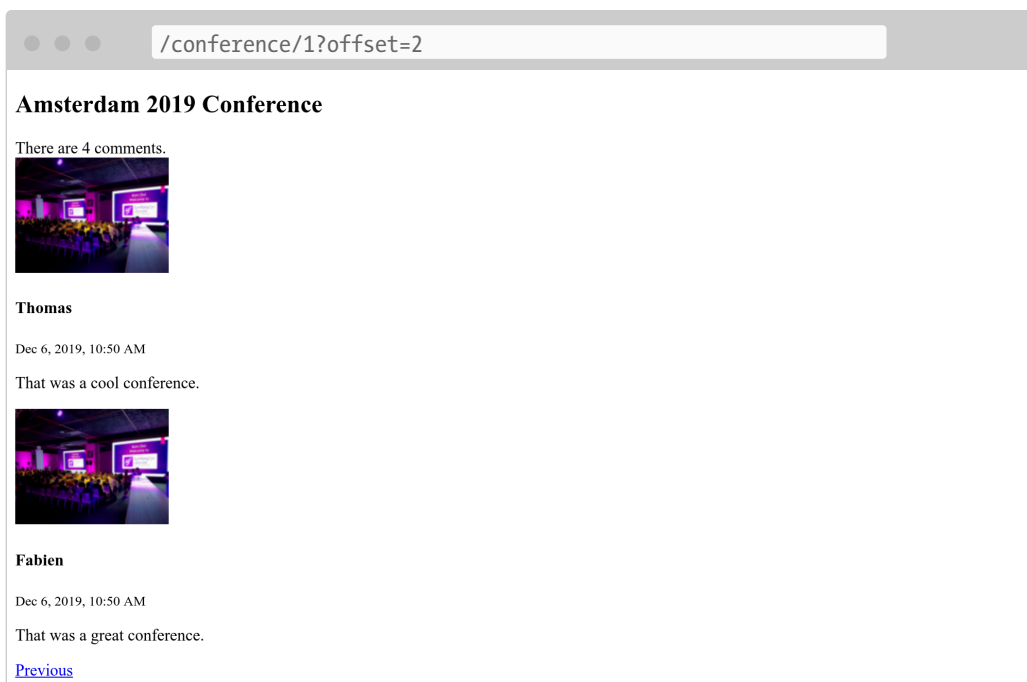 /conference/1?offset=2
Amsterdam 2019 Conference
There are 4 comments.
Thomas
Dec 6, 2019, 10:50 AM
That was a cool conference.
Fabien
Dec 6, 2019, 10:50 AM
That was a great conference.
Previous